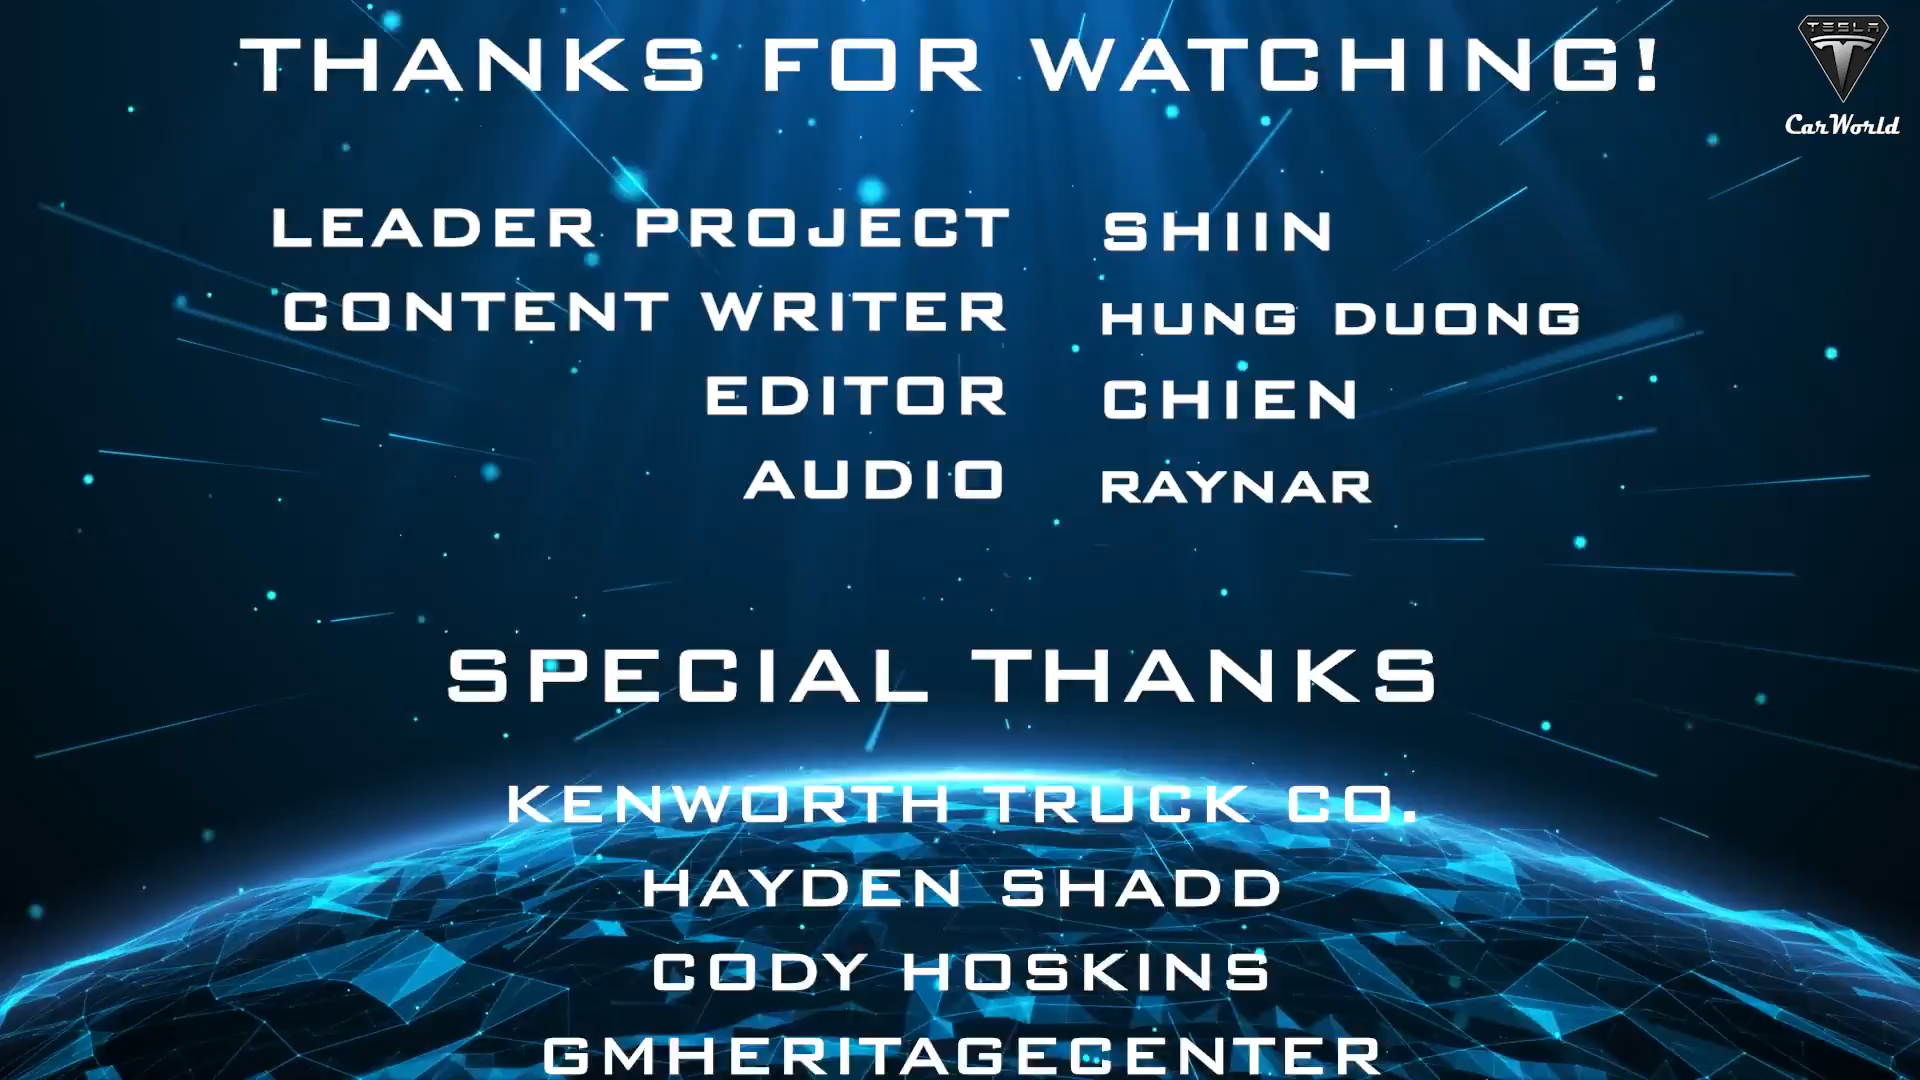 THANKS FOR WATCHING!
TESLA
CarWorld
LEADER PROJECT SHIIN
CONTENT WRITER HUNG DUONG
EDITOR CHIEN
AUDIO RAYNAR
SPECIAL THANKS
KENWORTH TRUCK CO.
HAYDEN SHADD
CODY HOSKINS
GMHERITAGECENTER